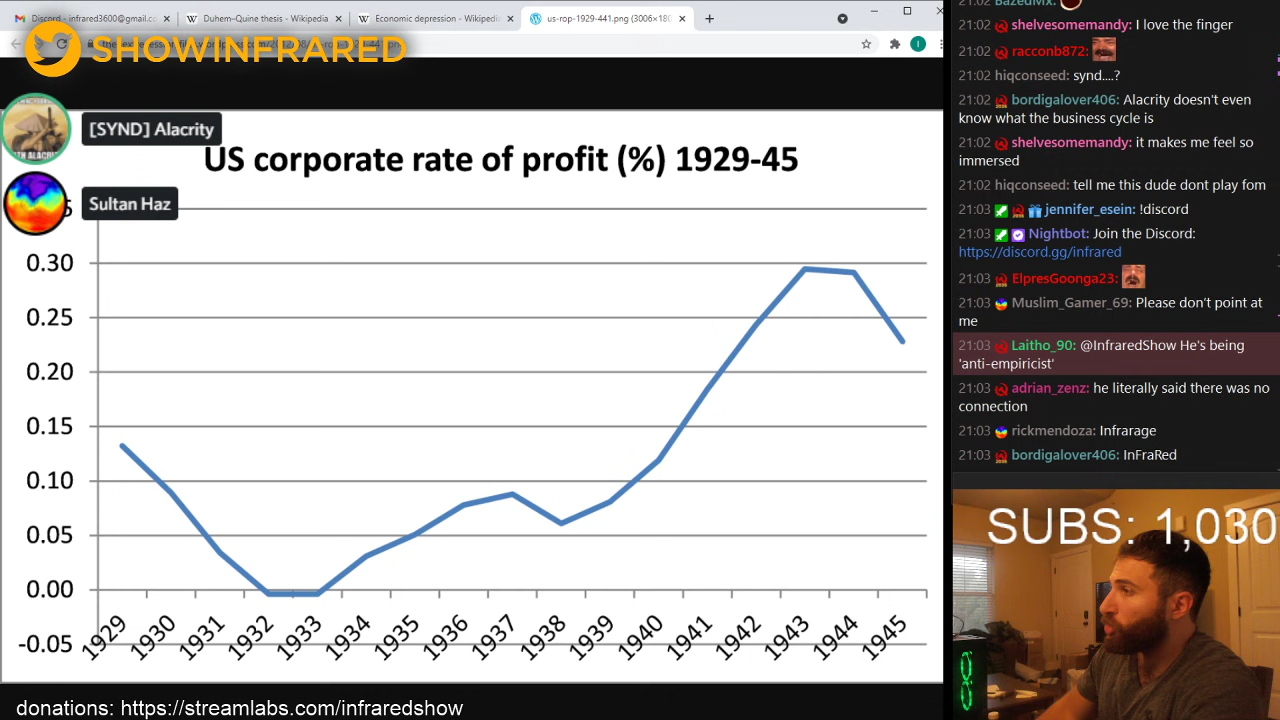 Discord - infrared3600@gmail.co
Duhem–Quine thesis - Wikipedia
Economic depression - Wikipedi
us-rop-1929-441.png (3006×180
SHOWINFRARED
[SYND] Alacrity
Sultan Haz
US corporate rate of profit (%) 1929-45
0.30
0.25
0.20
0.15
0.10
0.05
0.00
-0.05
1929
1930
1931
1932
1933
1934
1935
1936
1937
1938
1939
1940
1941
1942
1943
1944
1945
donations: https://streamlabs.com/infraredshow
21:02 BazedMx:
21:02 shelvesomemandy: I love the finger
21:02 racconb872:
21:02 hiqconseed: synd....?
21:02 bordigalover406: Alacrity doesn't even
know what the business cycle is
21:02 shelvesomemandy: it makes me feel so
immersed
21:02 hiqconseed: tell me this dude dont play fom
21:03 jennifer_esein: !discord
21:03 Nightbot: Join the Discord:
https://discord.gg/infrared
21:03 ElpresGoonga23:
21:03 Muslim_Gamer_69: Please don't point at
me
21:03 Laitho_90: @InfraredShow He's being
'anti-empiricist'
21:03 adrian_zenz: he literally said there was no
connection
21:03 rickmendoza: Infrarage
21:03 bordigalover406: InFraRed
SUBS: 1,030